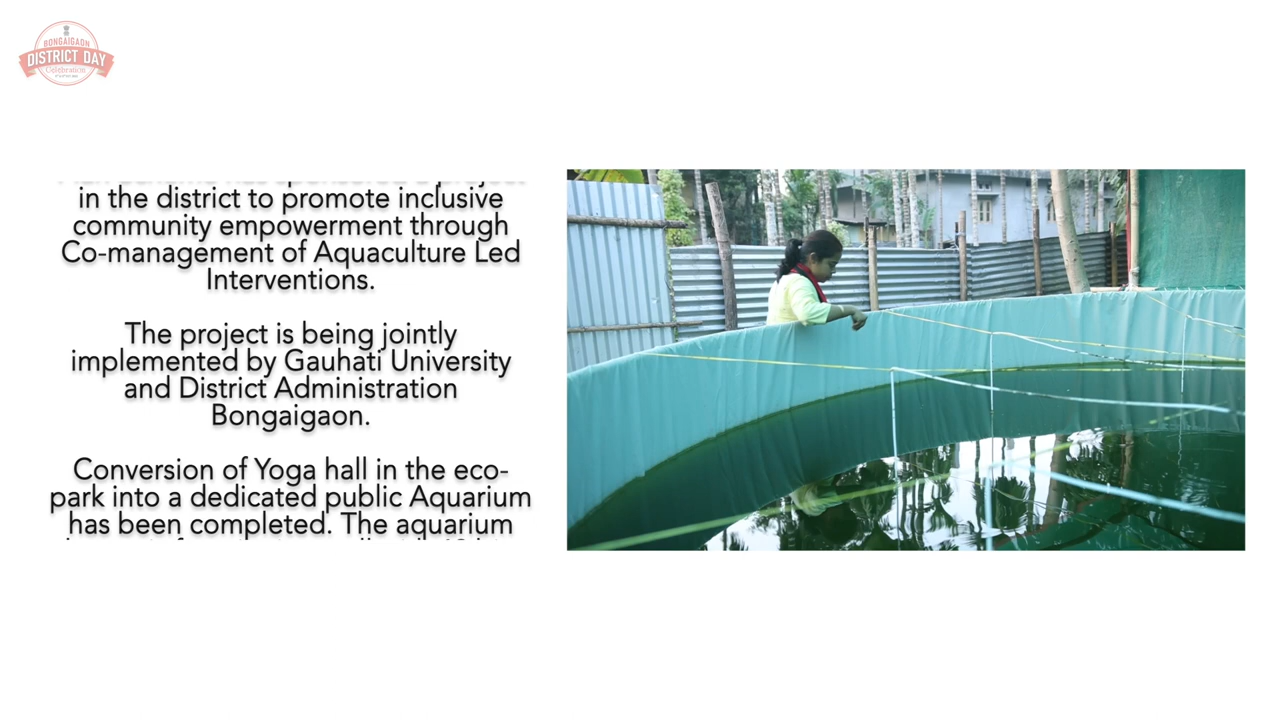 BONGAIGAON
DISTRICT DAY
Celebration
in the district to promote inclusive
community empowerment through
Co-management of Aquaculture Led
Interventions.
The project is being jointly
implemented by Gauhati University
and District Administration
Bongaigaon.
Conversion of Yoga hall in the eco-
park into a dedicated public Aquarium
has been completed. The aquarium